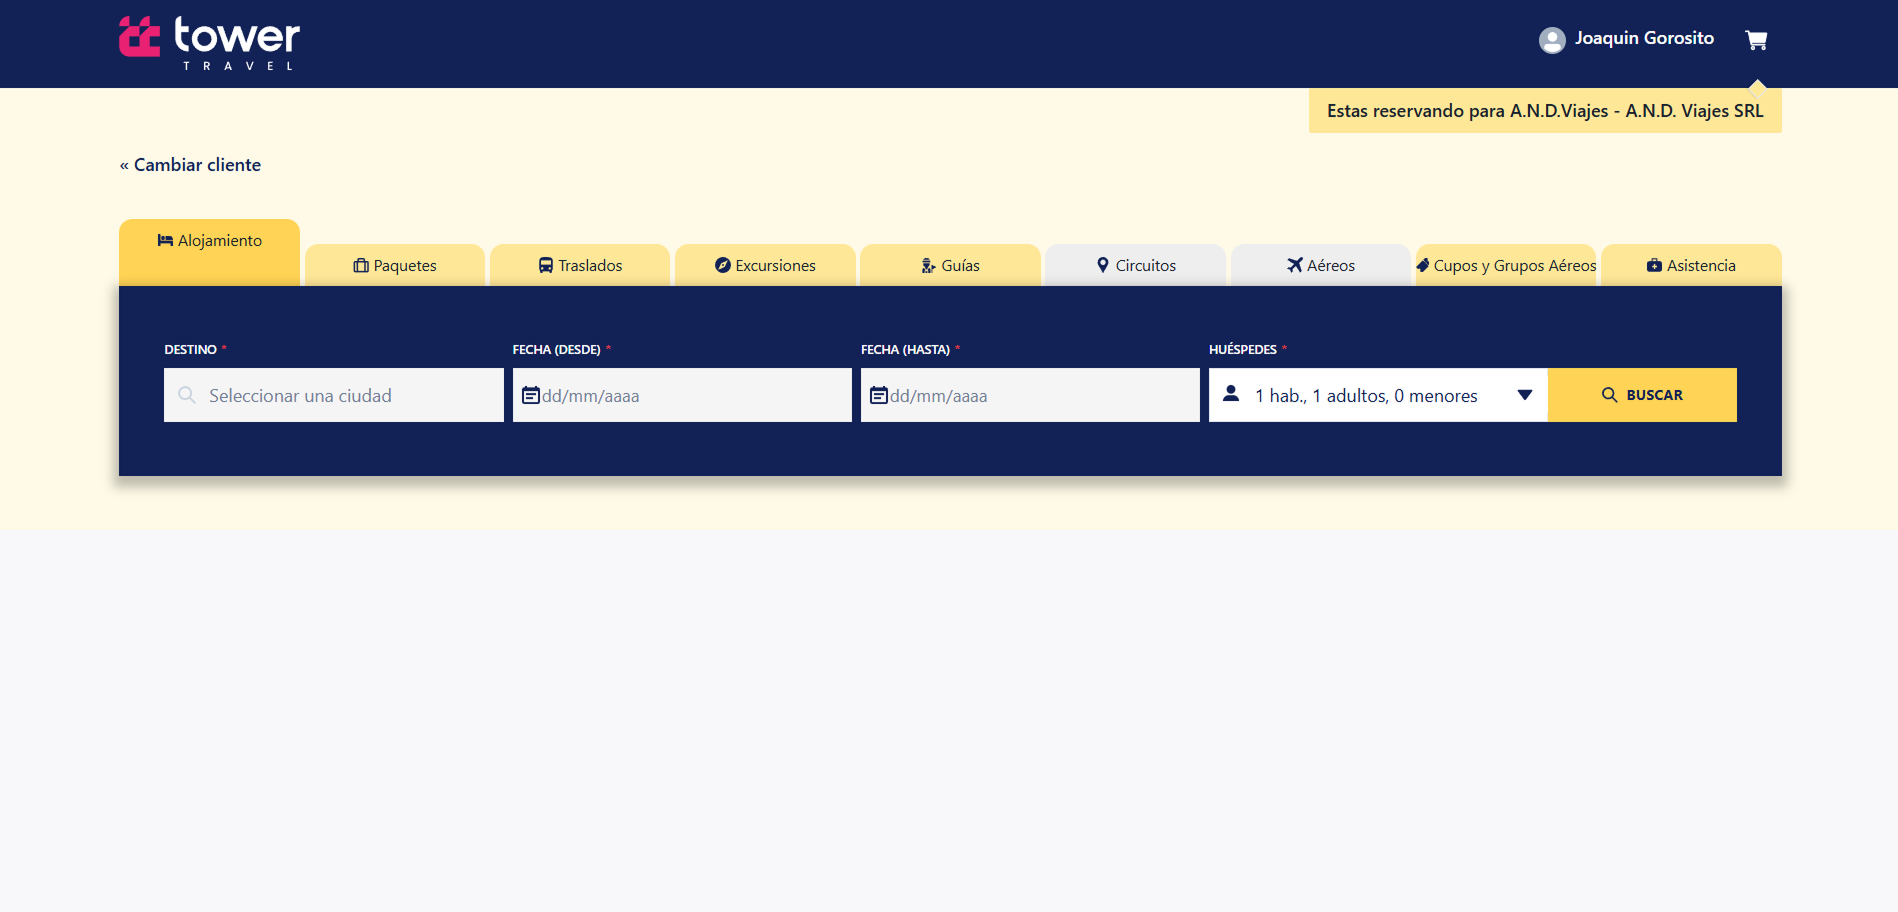 tower
TRAVEL
Joaquin Gorosito
Estas reservando para A.N.D.Viajes - A.N.D. Viajes SRL
« Cambiar cliente
Alojamiento
Paquetes
Traslados
Excursiones
Guías
Circuitos
Aéreos
Cupos y Grupos Aéreos
Asistencia
DESTINO *
FECHA (DESDE) *
FECHA (HASTA) *
HUÉSPEDES *
Seleccionar una ciudad
dd/mm/aaaa
dd/mm/aaaa
1 hab., 1 adultos, 0 menores
BUSCAR